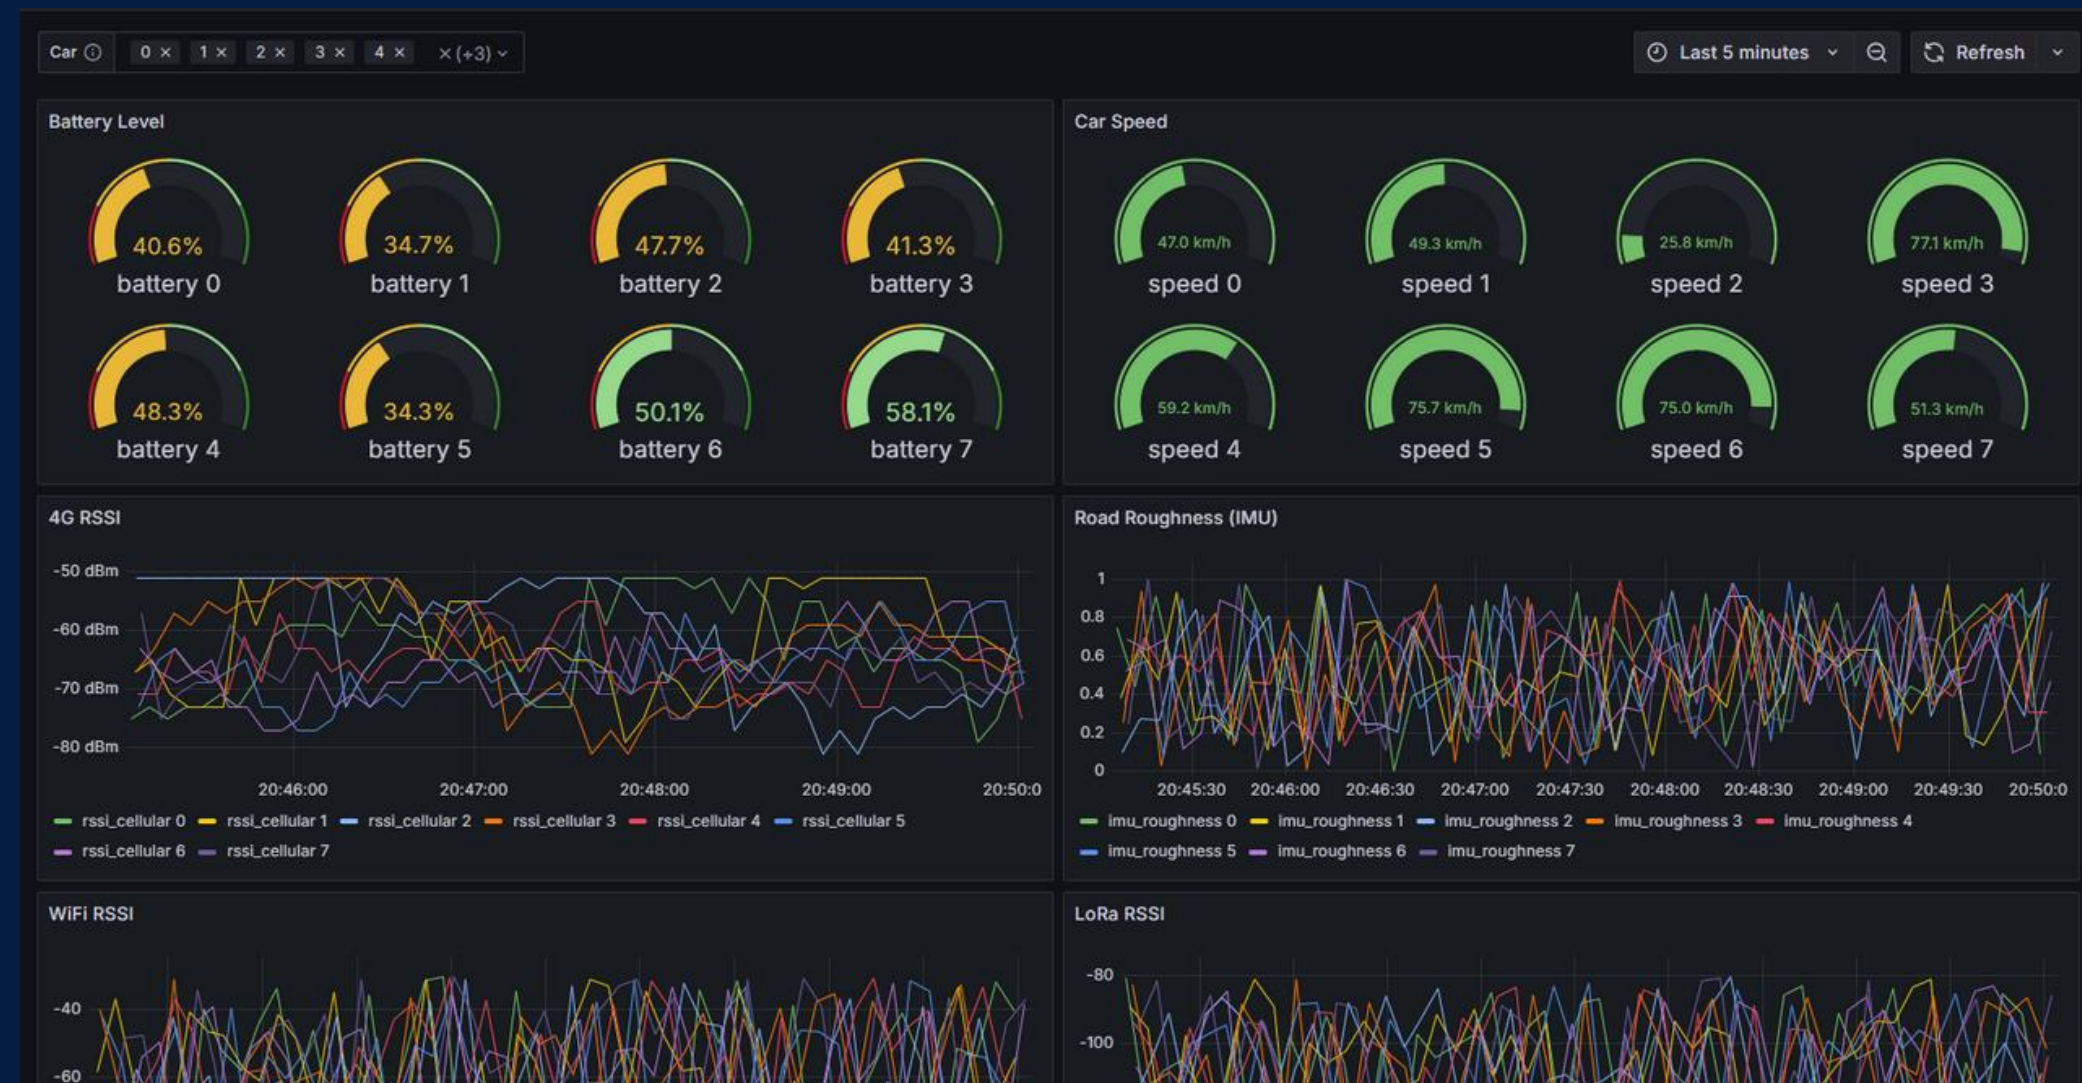 Car 0 × 1 × 2 × 3 × 4 × × (+3) Last 5 minutes Refresh
Battery Level
40.6% 34.7% 47.7% 41.3%
battery 0 battery 1 battery 2 battery 3
48.3% 34.3% 50.1% 58.1%
battery 4 battery 5 battery 6 battery 7
Car Speed
47.0 km/h 49.3 km/h 25.8 km/h 77.1 km/h
speed 0 speed 1 speed 2 speed 3
59.2 km/h 75.7 km/h 75.0 km/h 51.3 km/h
speed 4 speed 5 speed 6 speed 7
4G RSSI
-50 dBm
-60 dBm
-70 dBm
-80 dBm
20:46:00 20:47:00 20:48:00 20:49:00 20:50:0
rssi_cellular 0 rssi_cellular 1 rssi_cellular 2 rssi_cellular 3 rssi_cellular 4 rssi_cellular 5
rssi_cellular 6 rssi_cellular 7
Road Roughness (IMU)
1
0.8
0.6
0.4
0.2
0
20:45:30 20:46:00 20:46:30 20:47:00 20:47:30 20:48:00 20:48:30 20:49:00 20:49:30 20:50:0
imu_roughness 0 imu_roughness 1 imu_roughness 2 imu_roughness 3 imu_roughness 4
imu_roughness 5 imu_roughness 6 imu_roughness 7
WiFi RSSI
-40
-60
LoRa RSSI
-80
-100